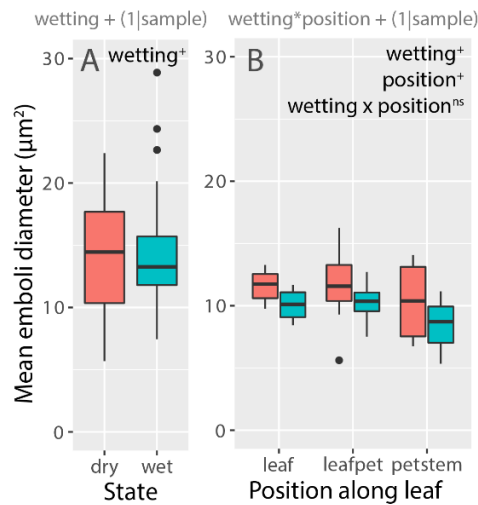 wetting + (1|sample)
A
wetting⁺
30
20
10
0
dry wet
State
Mean emboli diameter (µm²)
wetting*position + (1|sample)
B
wetting⁺
position⁺
wetting x positionⁿˢ
30
20
10
0
leaf leafpet petstem
Position along leaf